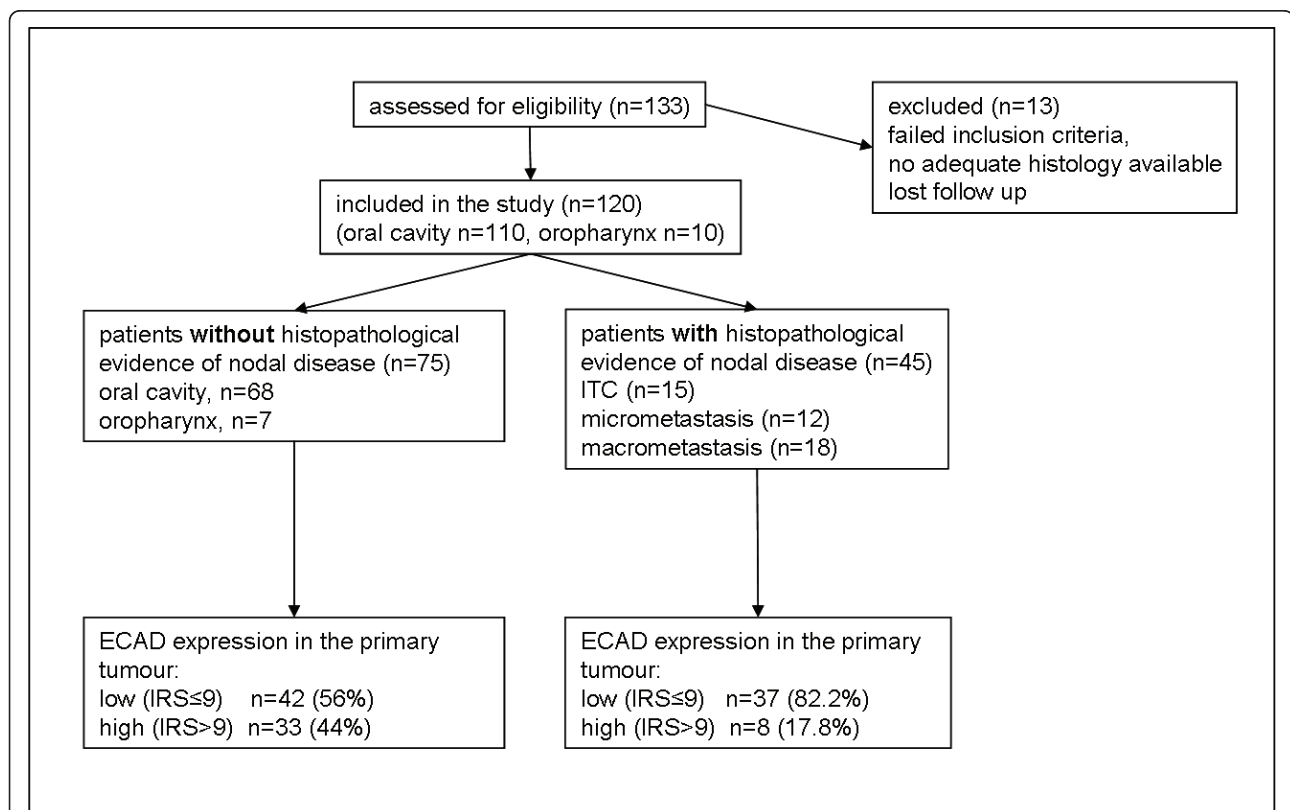 assessed for eligibility (n=133)
excluded (n=13)
failed inclusion criteria,
no adequate histology available
lost follow up
included in the study (n=120)
(oral cavity n=110, oropharynx n=10)
patients without histopathological
evidence of nodal disease (n=75)
oral cavity, n=68
oropharynx, n=7
patients with histopathological
evidence of nodal disease (n=45)
ITC (n=15)
micrometastasis (n=12)
macrometastasis (n=18)
ECAD expression in the primary
tumour:
low (IRS≤9) n=42 (56%)
high (IRS>9) n=33 (44%)
ECAD expression in the primary
tumour:
low (IRS≤9) n=37 (82.2%)
high (IRS>9) n=8 (17.8%)